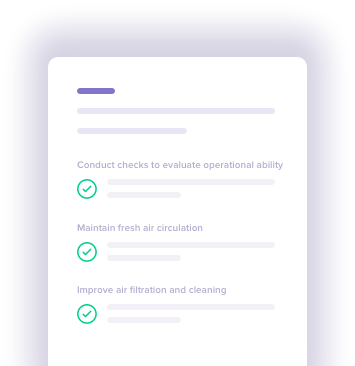 Conduct checks to evaluate operational ability
Maintain fresh air circulation
Improve air filtration and cleaning